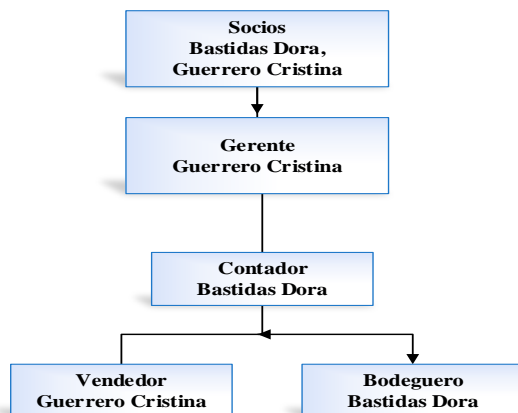 Socios
Bastidas Dora,
Guerrero Cristina
Gerente
Guerrero Cristina
Contador
Bastidas Dora
Vendedor
Guerrero Cristina
Bodeguero
Bastidas Dora